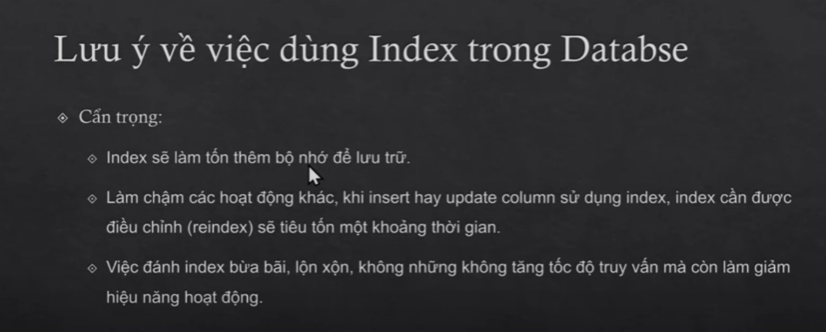 Lưu ý về việc dùng Index trong Databse
Cẩn trọng:
Index sẽ làm tốn thêm bộ nhớ để lưu trữ.
Làm chậm các hoạt động khác, khi insert hay update column sử dụng index, index cần được
điều chỉnh (reindex) sẽ tiêu tốn một khoảng thời gian.
Việc đánh index bừa bãi, lộn xộn, không những không tăng tốc độ truy vấn mà còn làm giảm
hiệu năng hoạt động.